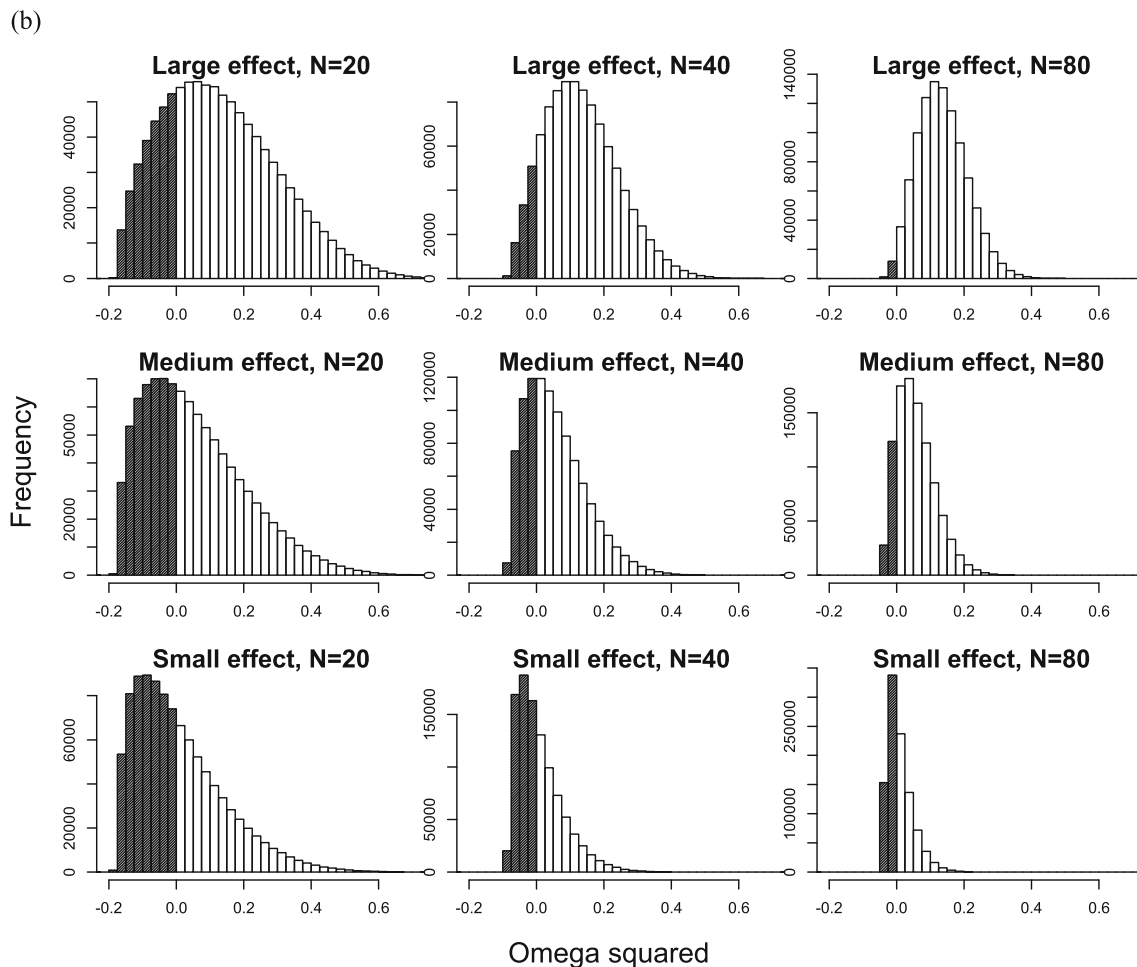 (b)
Large effect, N=20
Large effect, N=40
Large effect, N=80
0
20000
40000
0
20000
60000
0
40000
80000
140000
-0.2 0.0 0.2 0.4 0.6
-0.2 0.0 0.2 0.4 0.6
-0.2 0.0 0.2 0.4 0.6
Frequency
Medium effect, N=20
Medium effect, N=40
Medium effect, N=80
0
20000
50000
0
40000
80000
120000
0
50000
150000
-0.2 0.0 0.2 0.4 0.6
-0.2 0.0 0.2 0.4 0.6
-0.2 0.0 0.2 0.4 0.6
Small effect, N=20
Small effect, N=40
Small effect, N=80
0
20000
60000
0
50000
150000
0
100000
250000
-0.2 0.0 0.2 0.4 0.6
-0.2 0.0 0.2 0.4 0.6
-0.2 0.0 0.2 0.4 0.6
Omega squared